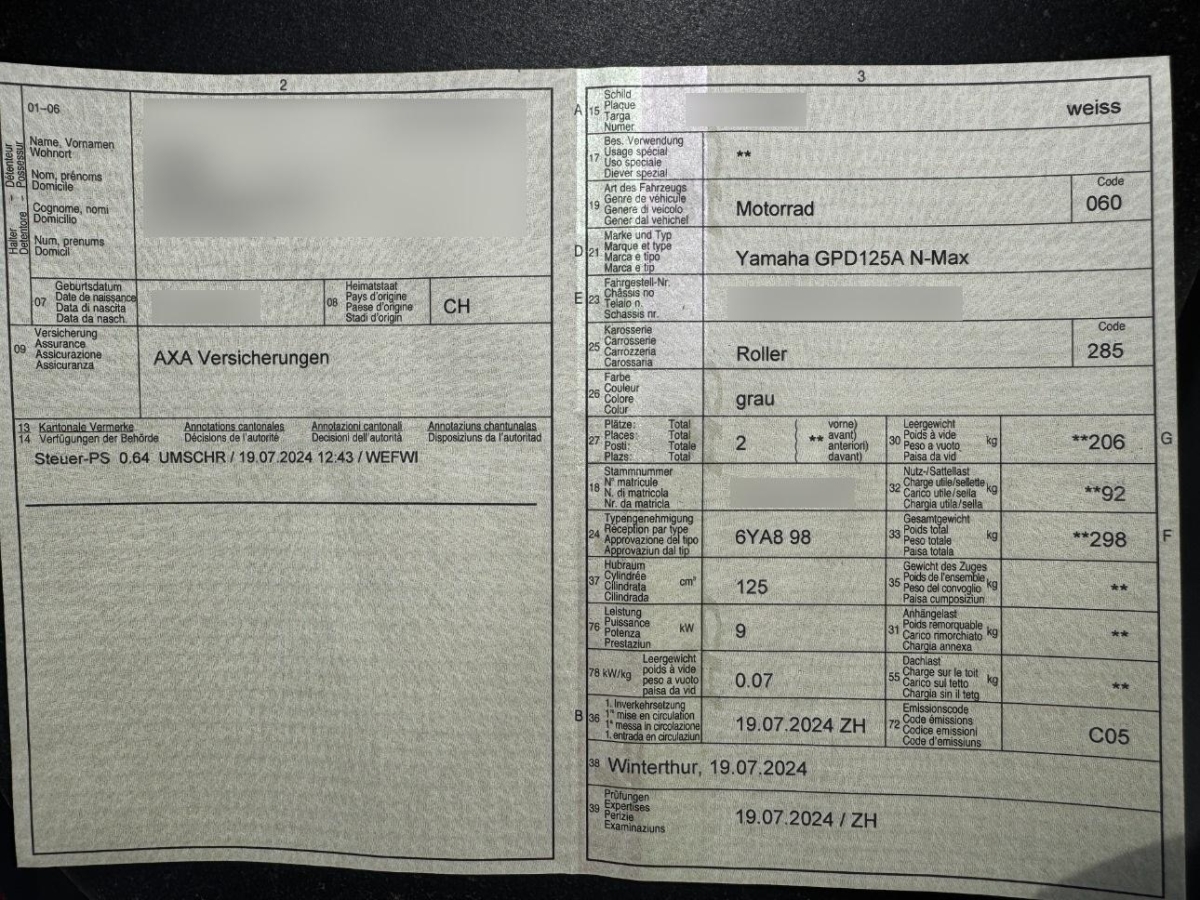 2
01–06
Halter – Détenteur
Detentore – Possessur
Name, Vornamen
Wohnort
Nom, prénoms
Domicile
Cognome, nomi
Domicilio
Num, prenums
Domicil
07
Geburtsdatum
Date de naissance
Data di nascita
Data da nasch.
08
Heimatstaat
Pays d'origine
Paese d'origine
Stadi d'origin
CH
09
Versicherung
Assurance
Assicurazione
Assicuranza
AXA Versicherungen
13 Kantonale Vermerke Annotations cantonales Annotazioni cantonali Annotaziuns chantunalas
14 Verfügungen der Behörde Décisions de l'autorité Decisioni dell'autorità Disposiziuns da l'autoritad
Steuer-PS 0.64 UMSCHR / 19.07.2024 12:43 / WEFWI
3
A 15
Schild
Plaque
Targa
Numer
weiss
17
Bes. Verwendung
Usage spécial
Uso speciale
Diever spezial
**
19
Art des Fahrzeugs
Genre de véhicule
Genere di veicolo
Gener dal vehichel
Motorrad
Code
060
D 21
Marke und Typ
Marque et type
Marca e tipo
Marca e tip
Yamaha GPD125A N-Max
E 23
Fahrgestell-Nr.
Châssis no
Telaio n.
Schassis nr.
25
Karosserie
Carrosserie
Carrozzeria
Carossaria
Roller
Code
285
26
Farbe
Couleur
Colore
Colur
grau
27
Plätze: Total
Places: Total
Posti: Totale
Plazs: Total
2
vorne)
** avant)
anteriori)
davant)
30
Leergewicht
Poids à vide
Peso a vuoto
Paisa da vid
kg
**206
G
18
Stammnummer
N° matricule
N. di matricola
Nr. da matricla
32
Nutz-/Sattellast
Charge utile/sellette
Carico utile/sella
Chargia utila/sella
kg
**92
24
Typengenehmigung
Réception par type
Approvazione del tipo
Approvaziun dal tip
6YA8 98
33
Gesamtgewicht
Poids total
Peso totale
Paisa totala
kg
**298
F
37
Hubraum
Cylindrée
Cilindrata
Cilindrada
cm³
125
35
Gewicht des Zuges
Poids de l'ensemble
Peso del convoglio
Paisa cumposiziun
kg
**
76
Leistung
Puissance
Potenza
Prestaziun
kW
9
31
Anhängelast
Poids remorquable
Carico rimorchiato
Chargia annexa
kg
**
78 kW/kg
Leergewicht
poids à vide
peso a vuoto
paisa da vid
0.07
55
Dachlast
Charge sur le toit
Carico sul tetto
Chargia sin il tetg
kg
**
B 36
1. Inverkehrsetzung
1re mise en circulation
1a messa in circolazione
1. entrada en circulaziun
19.07.2024 ZH
72
Emissionscode
Code émissions
Codice emissioni
Code d'emissiuns
C05
38 Winterthur, 19.07.2024
39
Prüfungen
Expertises
Perizie
Examinaziuns
19.07.2024 / ZH